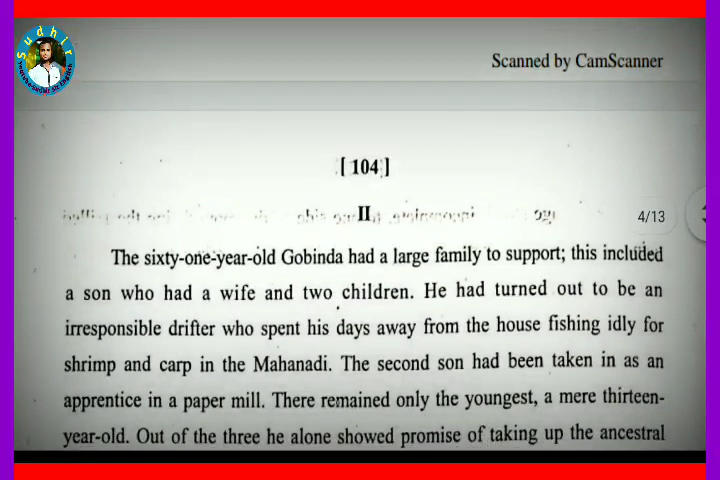 Sudhir
Scanned by CamScanner
[ 104 ]
II
4/13
The sixty-one-year-old Gobinda had a large family to support; this included
a son who had a wife and two children. He had turned out to be an
irresponsible drifter who spent his days away from the house fishing idly for
shrimp and carp in the Mahanadi. The second son had been taken in as an
apprentice in a paper mill. There remained only the youngest, a mere thirteen-
year-old. Out of the three he alone showed promise of taking up the ancestral